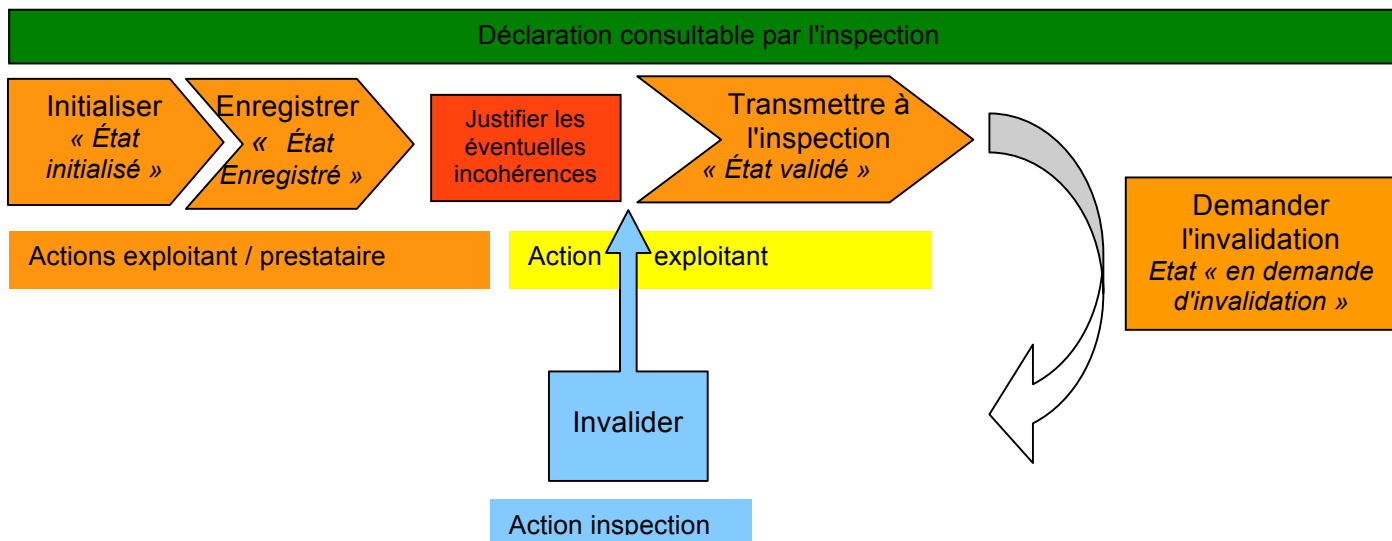 Déclaration consultable par l'inspection
Initialiser
« État
initialisé »
Enregistrer
« État
Enregistré »
Justifier les
éventuelles
incohérences
Transmettre à
l'inspection
« État validé »
Demander
l'invalidation
Etat « en demande
d'invalidation »
Actions exploitant / prestataire
Action exploitant
Invalider
Action inspection